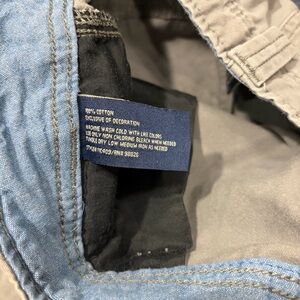 100% COTTON
EXCLUSIVE OF DECORATION
MACHINE WASH COLD WITH LIKE COLORS
USE ONLY NON CHLORINE BLEACH WHEN NEEDED
TUMBLE DRY LOW MEDIUM IRON AS NEEDED